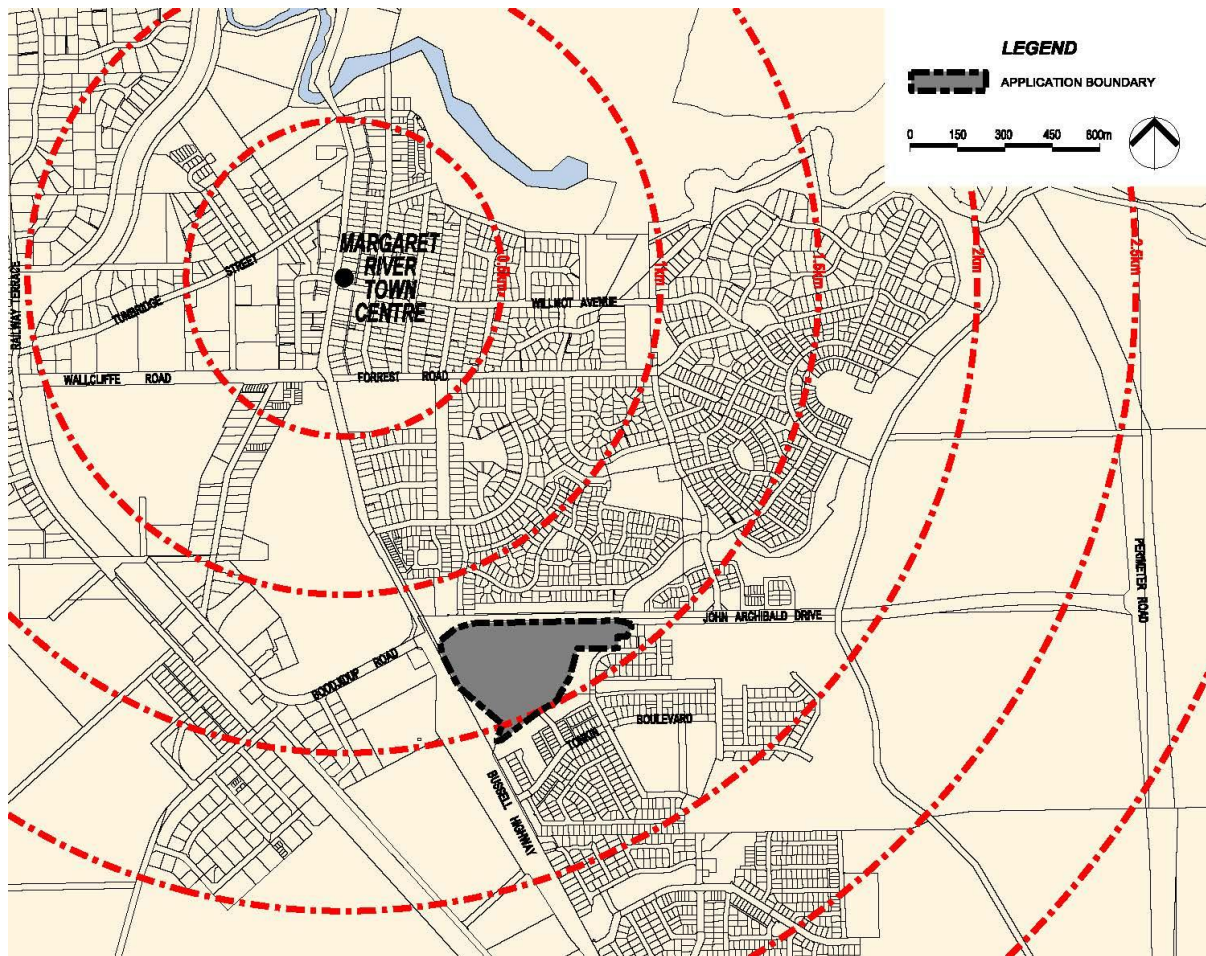 LEGEND
APPLICATION BOUNDARY
0 150 300 450 600m
MARGARET
RIVER
TOWN
CENTRE
0.5km
1km
1.5km
2km
2.5km
TUNBRIDGE STREET
RAILWAY TERRACE
WILLMOT AVENUE
WALLCLIFFE ROAD
FORREST ROAD
PERIMETER ROAD
JOHN ARCHIBALD DRIVE
BOODJIDUP ROAD
TONKIN BOULEVARD
BUSSELL HIGHWAY